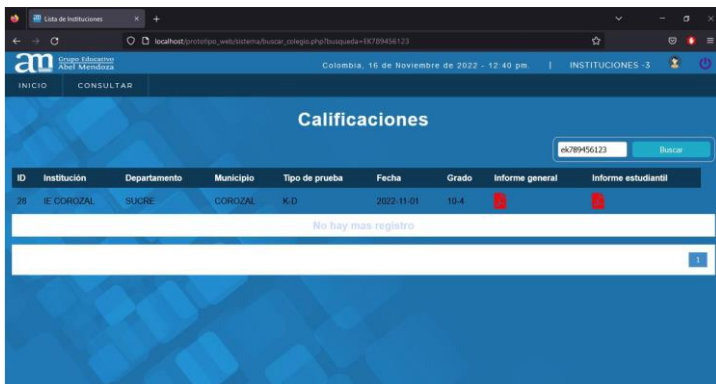 Lista de Instituciones
localhost/prototipo_web/sistema/buscar_colegio.php?busqueda=EK789456123
am Grupo Educativo
Abel Mendoza
Colombia, 16 de Noviembre de 2022 - 12:40 pm. | INSTITUCIONES -3
INICIO CONSULTAR
Calificaciones
ek789456123 Buscar
ID Institución Departamento Municipio Tipo de prueba Fecha Grado Informe general Informe estudiantil
28 IE COROZAL SUCRE COROZAL K-D 2022-11-01 10-4
No hay mas registro
1